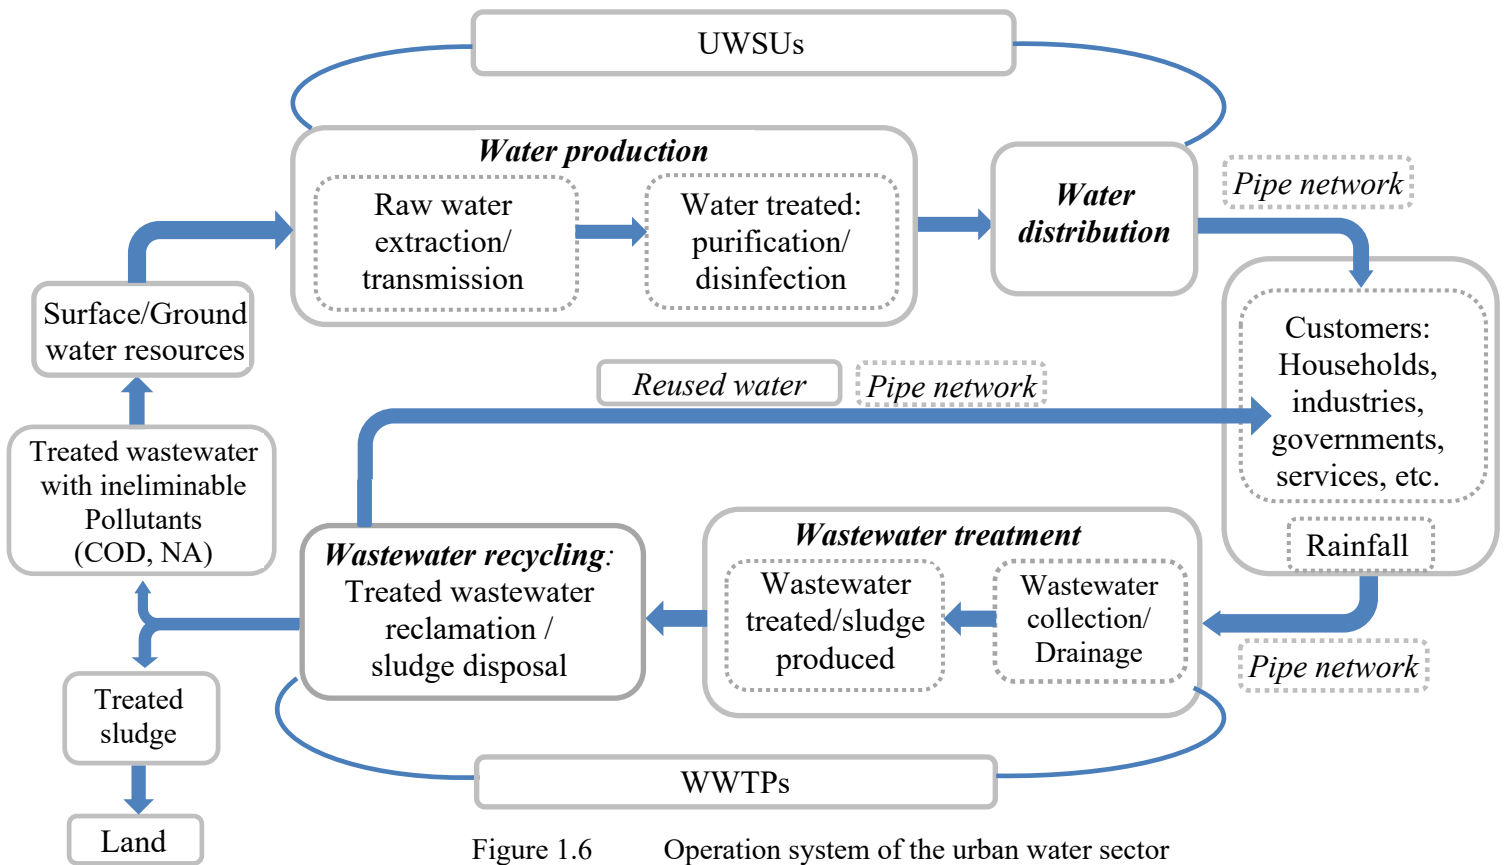 UWSUs
Water production
Raw water
extraction/
transmission
Water treated:
purification/
disinfection
Water
distribution
Pipe network
Surface/Ground
water resources
Customers:
Households,
industries,
governments,
services, etc.
Rainfall
Reused water
Pipe network
Treated wastewater
with ineliminable
Pollutants
(COD, NA)
Wastewater recycling:
Treated wastewater
reclamation /
sludge disposal
Wastewater treatment
Wastewater
treated/sludge
produced
Wastewater
collection/
Drainage
Pipe network
Treated
sludge
WWTPs
Land
Figure 1.6 Operation system of the urban water sector